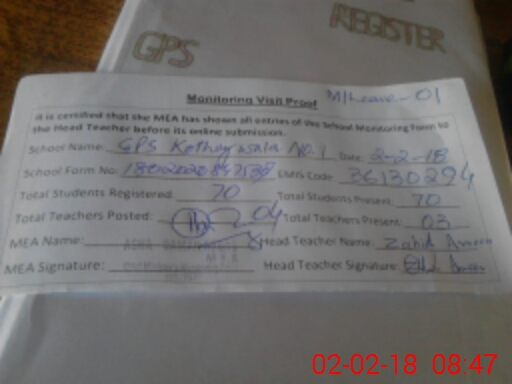 GPS
REGISTER
Monitoring Visit Proof M/Leave-01
It is certified that the MEA has shown all entries of the School Monitoring Form to
the Head Teacher before its online submission.
School Name: GPS No.1 Date: 2-2-18
School Form No: EMIS Code: 36130294
Total Students Registered: 70 Total Students Present: 70
Total Teachers Posted: 04 Total Teachers Present: 03
MEA Name: Head Teacher Name: Zahid
MEA Signature: MEA Head Teacher Signature:
02-02-18 08:47